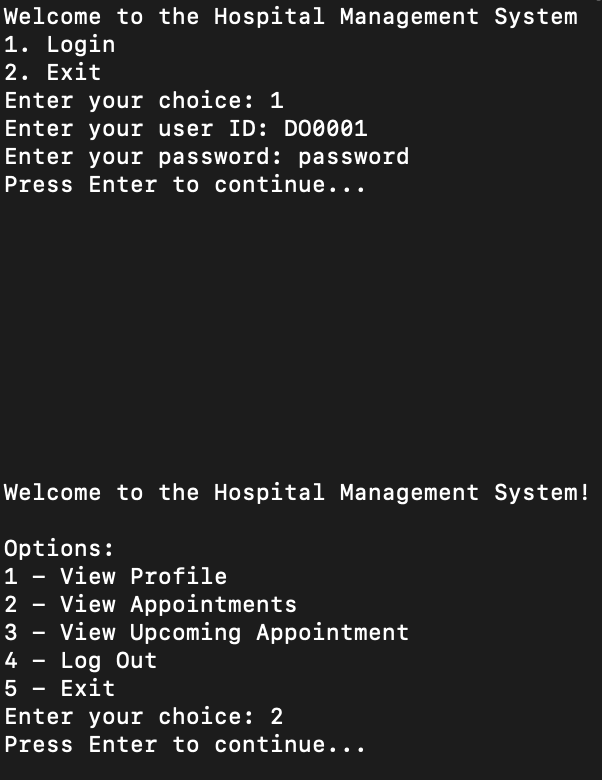 Welcome to the Hospital Management System
1. Login
2. Exit
Enter your choice: 1
Enter your user ID: DO0001
Enter your password: password
Press Enter to continue...
Welcome to the Hospital Management System!
Options:
1 – View Profile
2 – View Appointments
3 – View Upcoming Appointment
4 – Log Out
5 – Exit
Enter your choice: 2
Press Enter to continue...